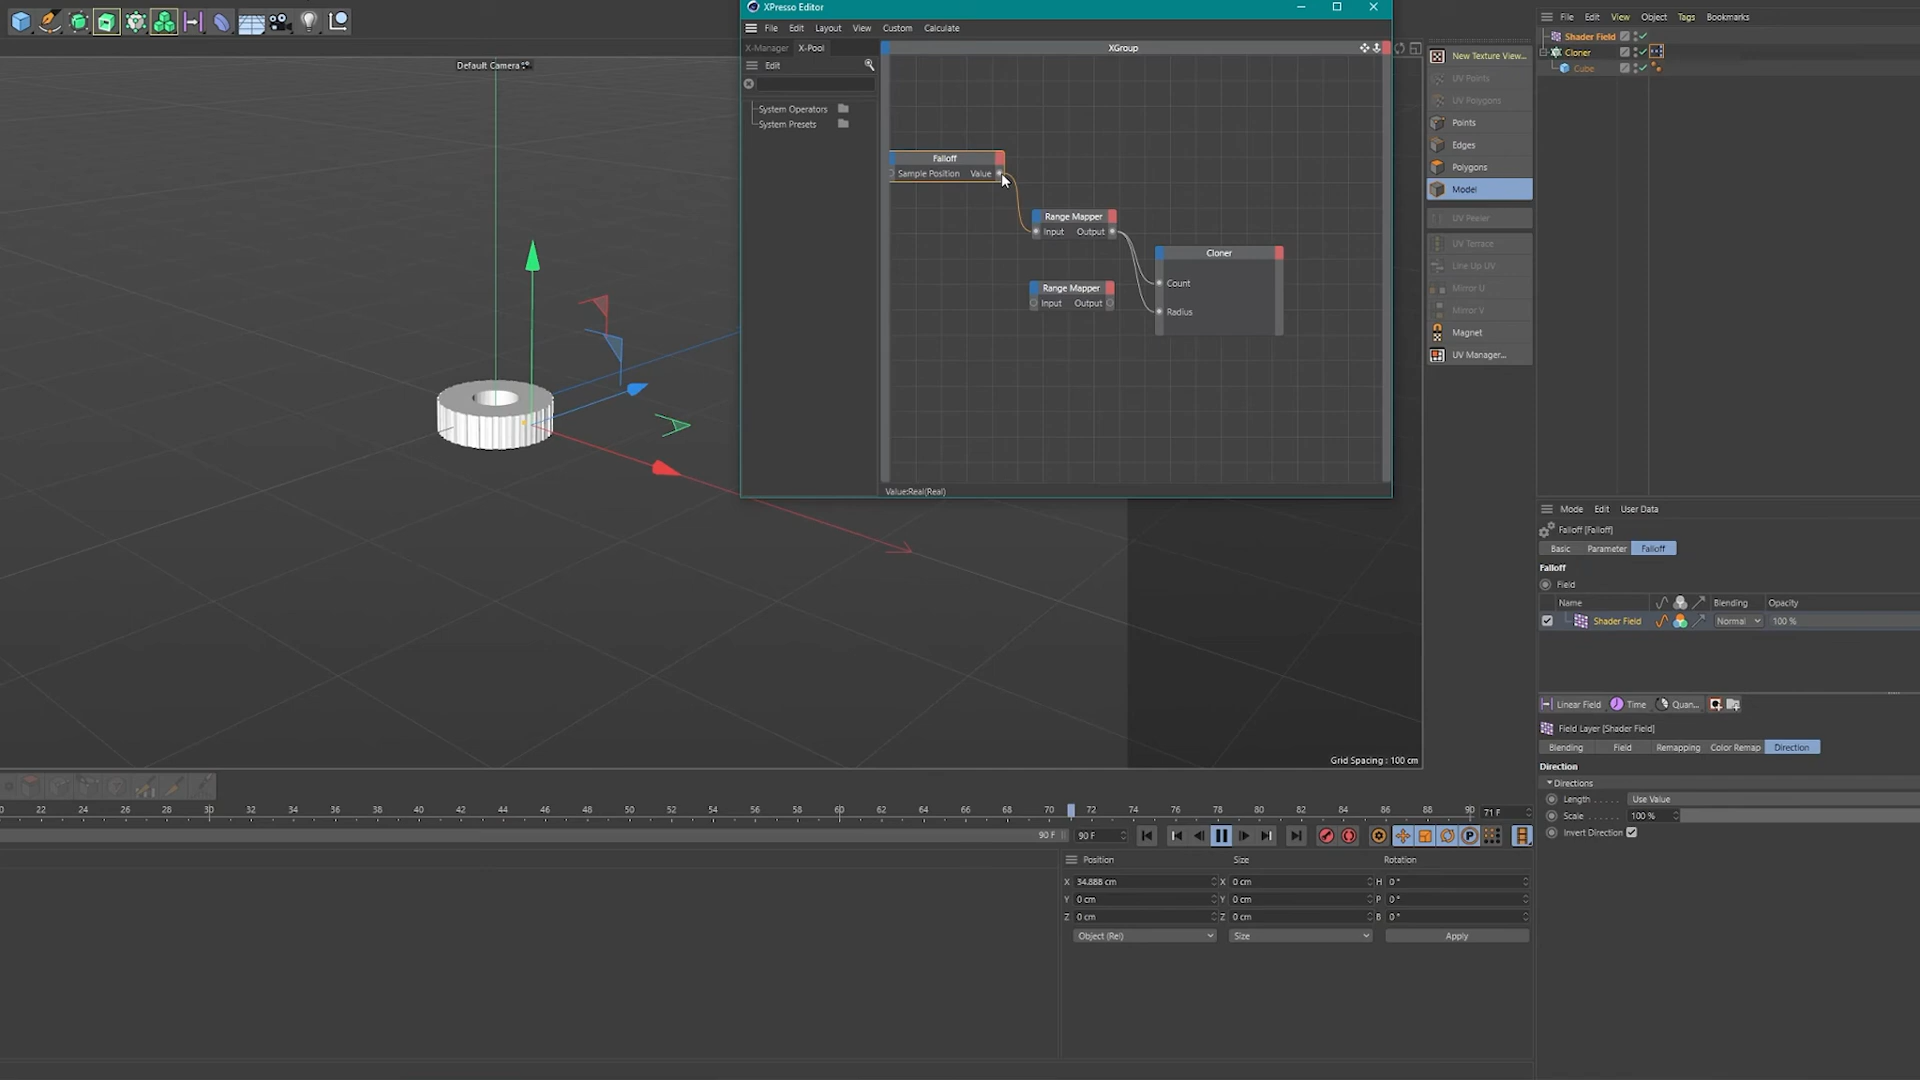 XPresso Editor
File Edit Layout View Custom Calculate
X-Manager X-Pool
XGroup
Edit
System Operators
System Presets
Falloff
Sample Position Value
Range Mapper
Input Output
Range Mapper
Input Output
Cloner
Count
Radius
Value:Real(Real)
Default Camera
Grid Spacing : 100 cm
New Texture View...
UV Points
UV Polygons
Points
Edges
Polygons
Model
UV Peeler
UV Terrace
Line Up UV
Mirror U
Mirror V
Magnet
UV Manager...
File Edit View Object Tags Bookmarks
Shader Field
Cloner
Cube
Mode Edit User Data
Falloff [Falloff]
Basic Parameter Falloff
Falloff
Field
Name Blending Opacity
Shader Field Normal 100 %
Linear Field Time Quan...
Field Layer [Shader Field]
Blending Field Remapping Color Remap Direction
Direction
Directions
Length . . . . . Use Value
Scale . . . . . . 100 %
Invert Direction
22 24 26 28 30 32 34 36 38 40 42 44 46 48 50 52 54 56 58 60 62 64 66 68 70 72 74 76 78 80 82 84 86 88 90 71 F
90 F 90 F
Position Size Rotation
X 34.888 cm X 0 cm H 0 °
Y 0 cm Y 0 cm P 0 °
Z 0 cm Z 0 cm B 0 °
Object (Rel) Size Apply